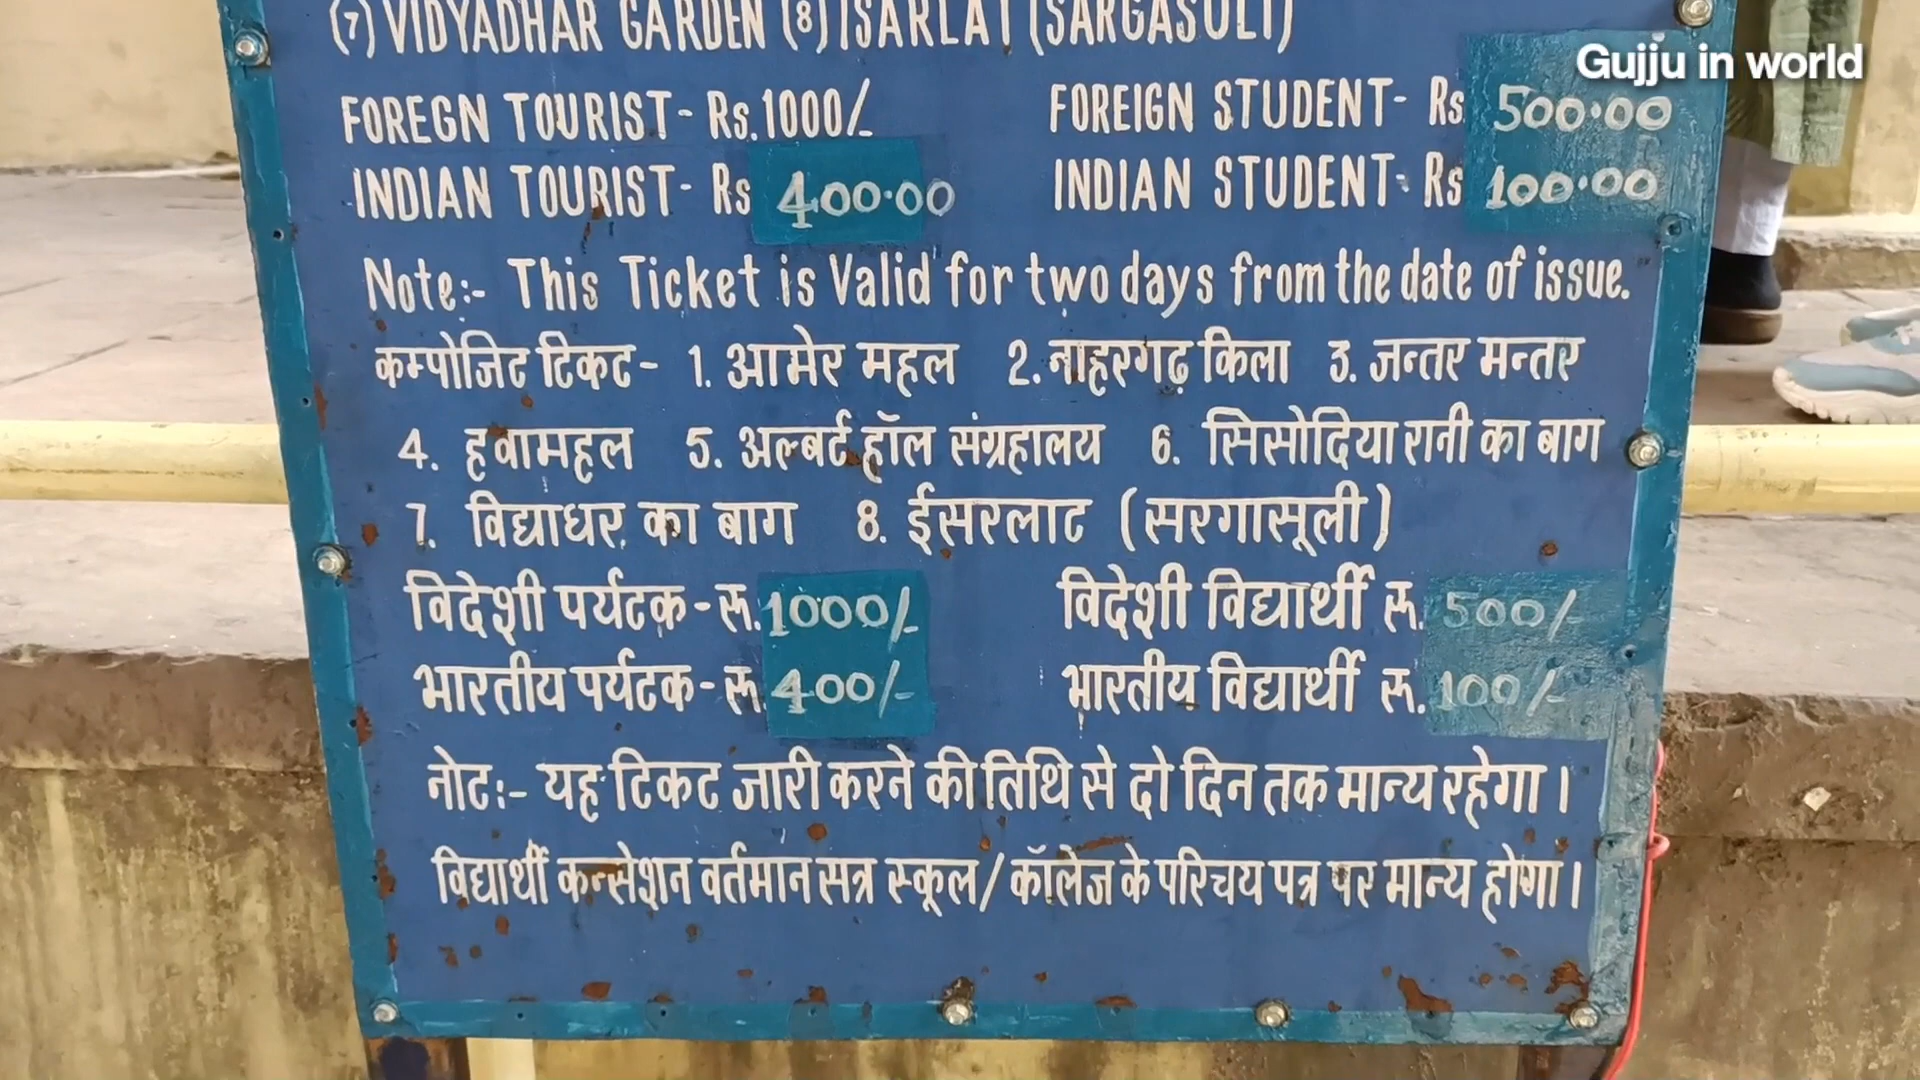 (7) VIDYADHAR GARDEN (8) ISARLAT (SARGASULI)
Gujju in world
FOREGN TOURIST- Rs.1000/- FOREIGN STUDENT- Rs. 500.00
INDIAN TOURIST- Rs 400.00 INDIAN STUDENT- Rs 100.00
Note:- This Ticket is Valid for two days from the date of issue.
कम्पोजिट टिकट- 1. आमेर महल 2. नाहरगढ़ किला 3. जन्तर मन्तर
4. हवामहल 5. अल्बर्ट हॉल संग्रहालय 6. सिसोदिया रानी का बाग
7. विद्याधर का बाग 8. ईसरलाट (सरगासूली)
विदेशी पर्यटक- रू. 1000/- विदेशी विद्यार्थी रू. 500/-
भारतीय पर्यटक- रू. 400/- भारतीय विद्यार्थी रू. 100/-
नोट:- यह टिकट जारी करने की तिथि से दो दिन तक मान्य रहेगा।
विद्यार्थी कन्सेशन वर्तमान सत्र स्कूल/कॉलेज के परिचय पत्र पर मान्य होगा।